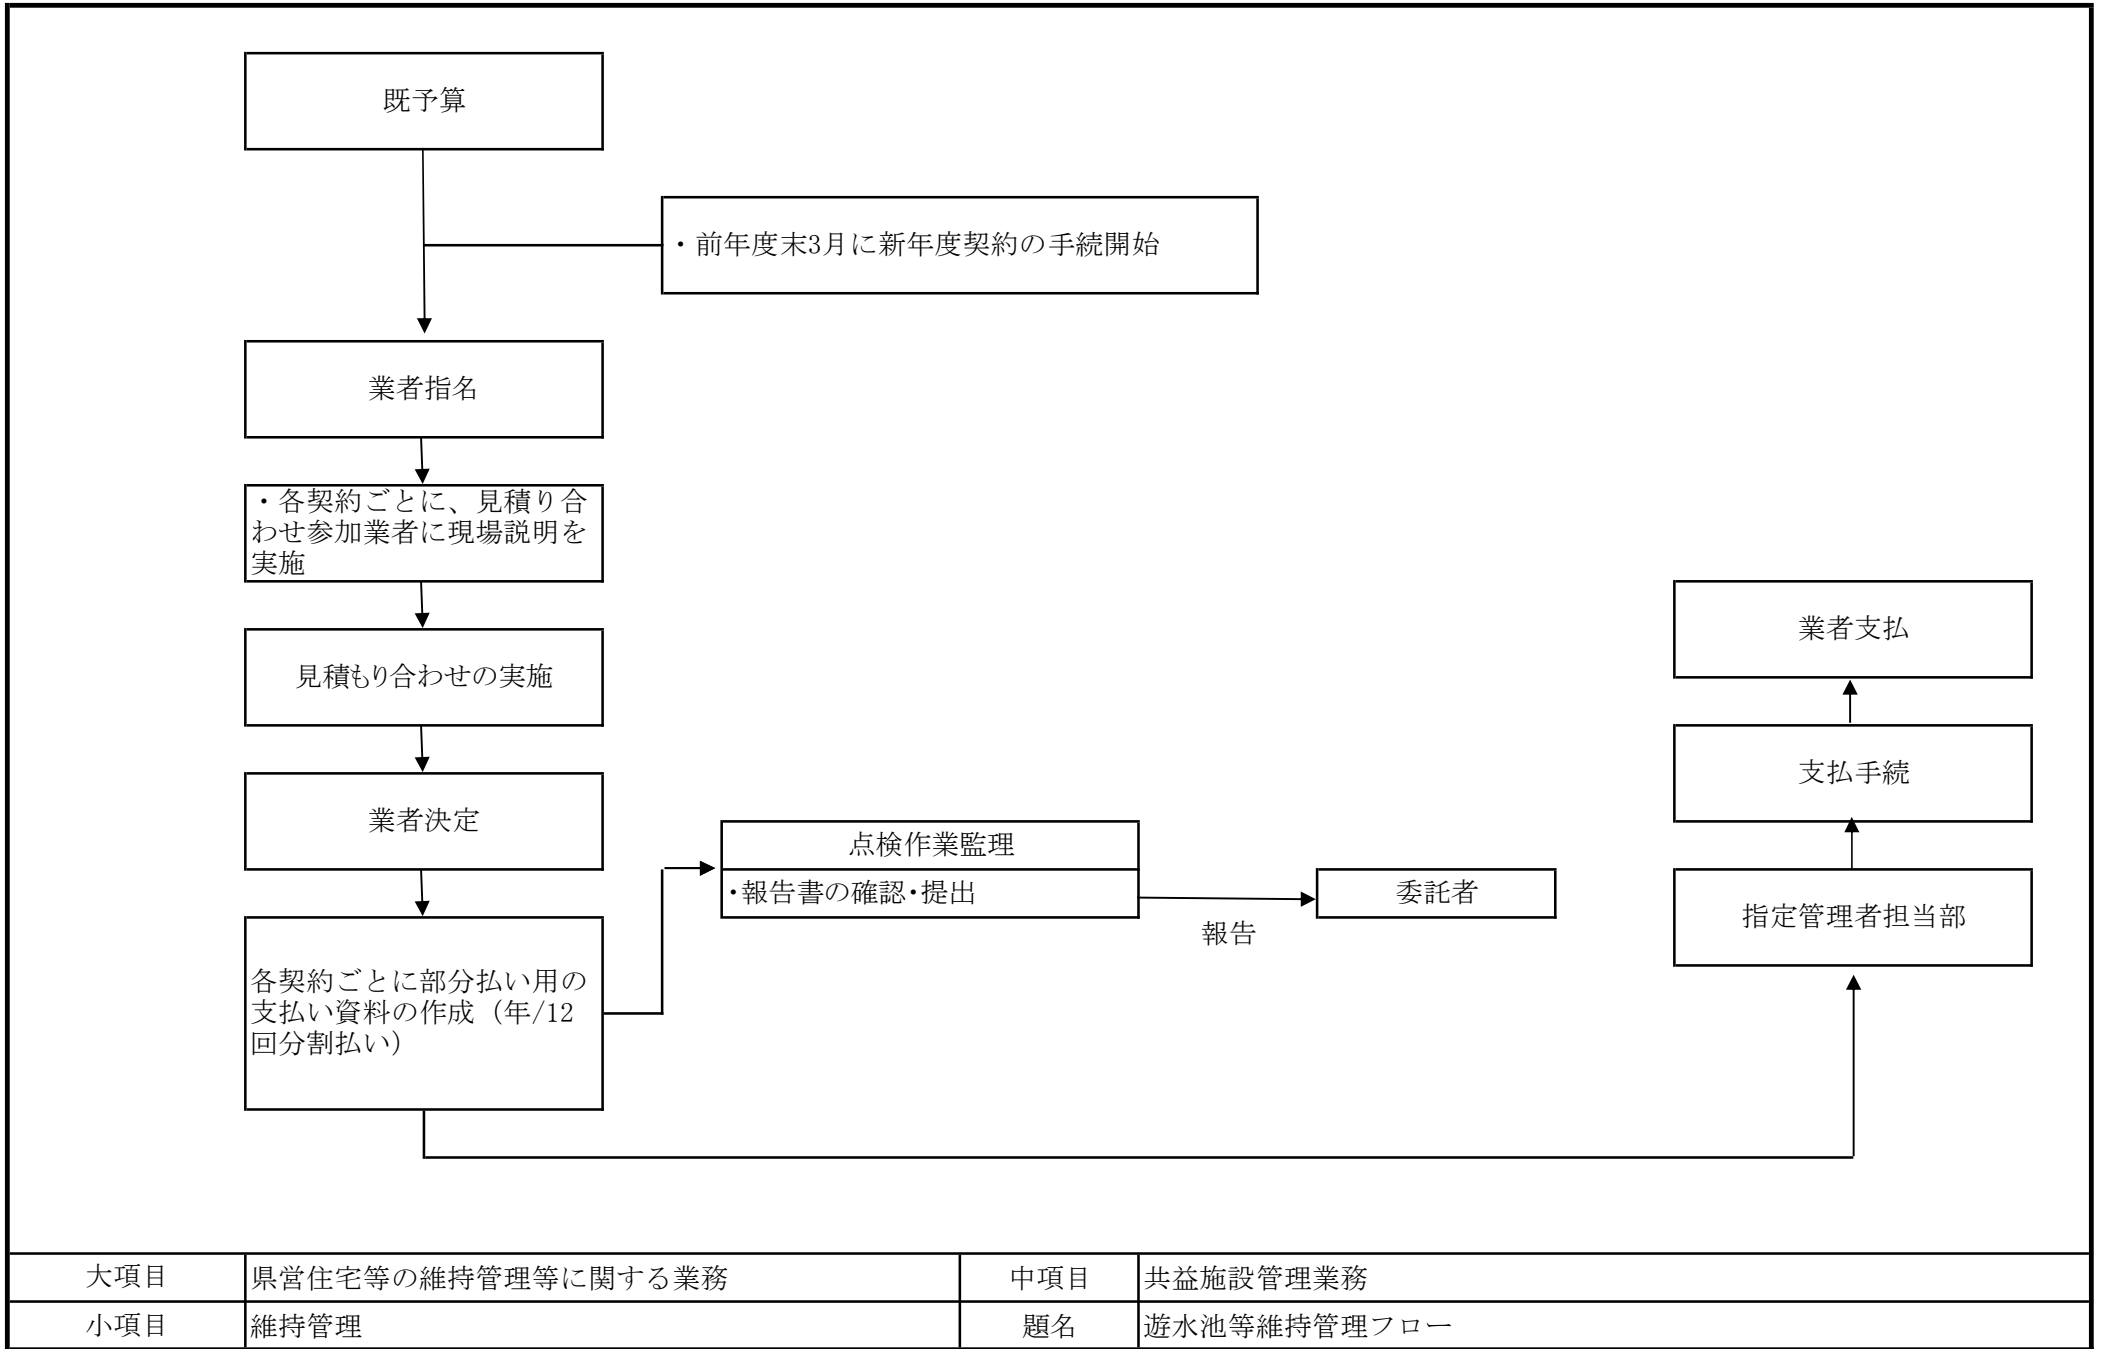 既予算
・前年度末3月に新年度契約の手続開始
業者指名
・各契約ごとに、見積り合
わせ参加業者に現場説明を
実施
見積もり合わせの実施
業者決定
各契約ごとに部分払い用の
支払い資料の作成（年/12
回分割払い）
点検作業監理
・報告書の確認・提出
報告
委託者
業者支払
支払手続
指定管理者担当部
大項目
県営住宅等の維持管理等に関する業務
中項目
共益施設管理業務
小項目
維持管理
題名
遊水池等維持管理フロー